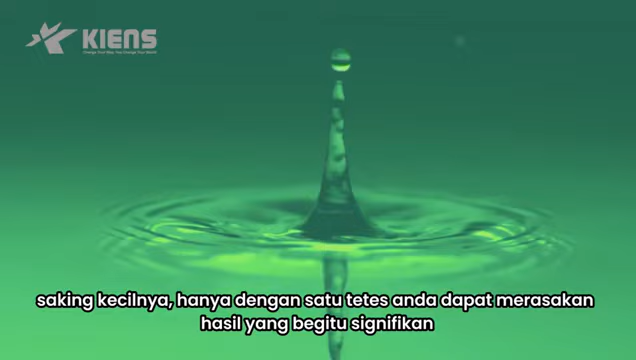 KIENS
saking kecilnya, hanya dengan satu tetes anda dapat merasakan
hasil yang begitu signifikan